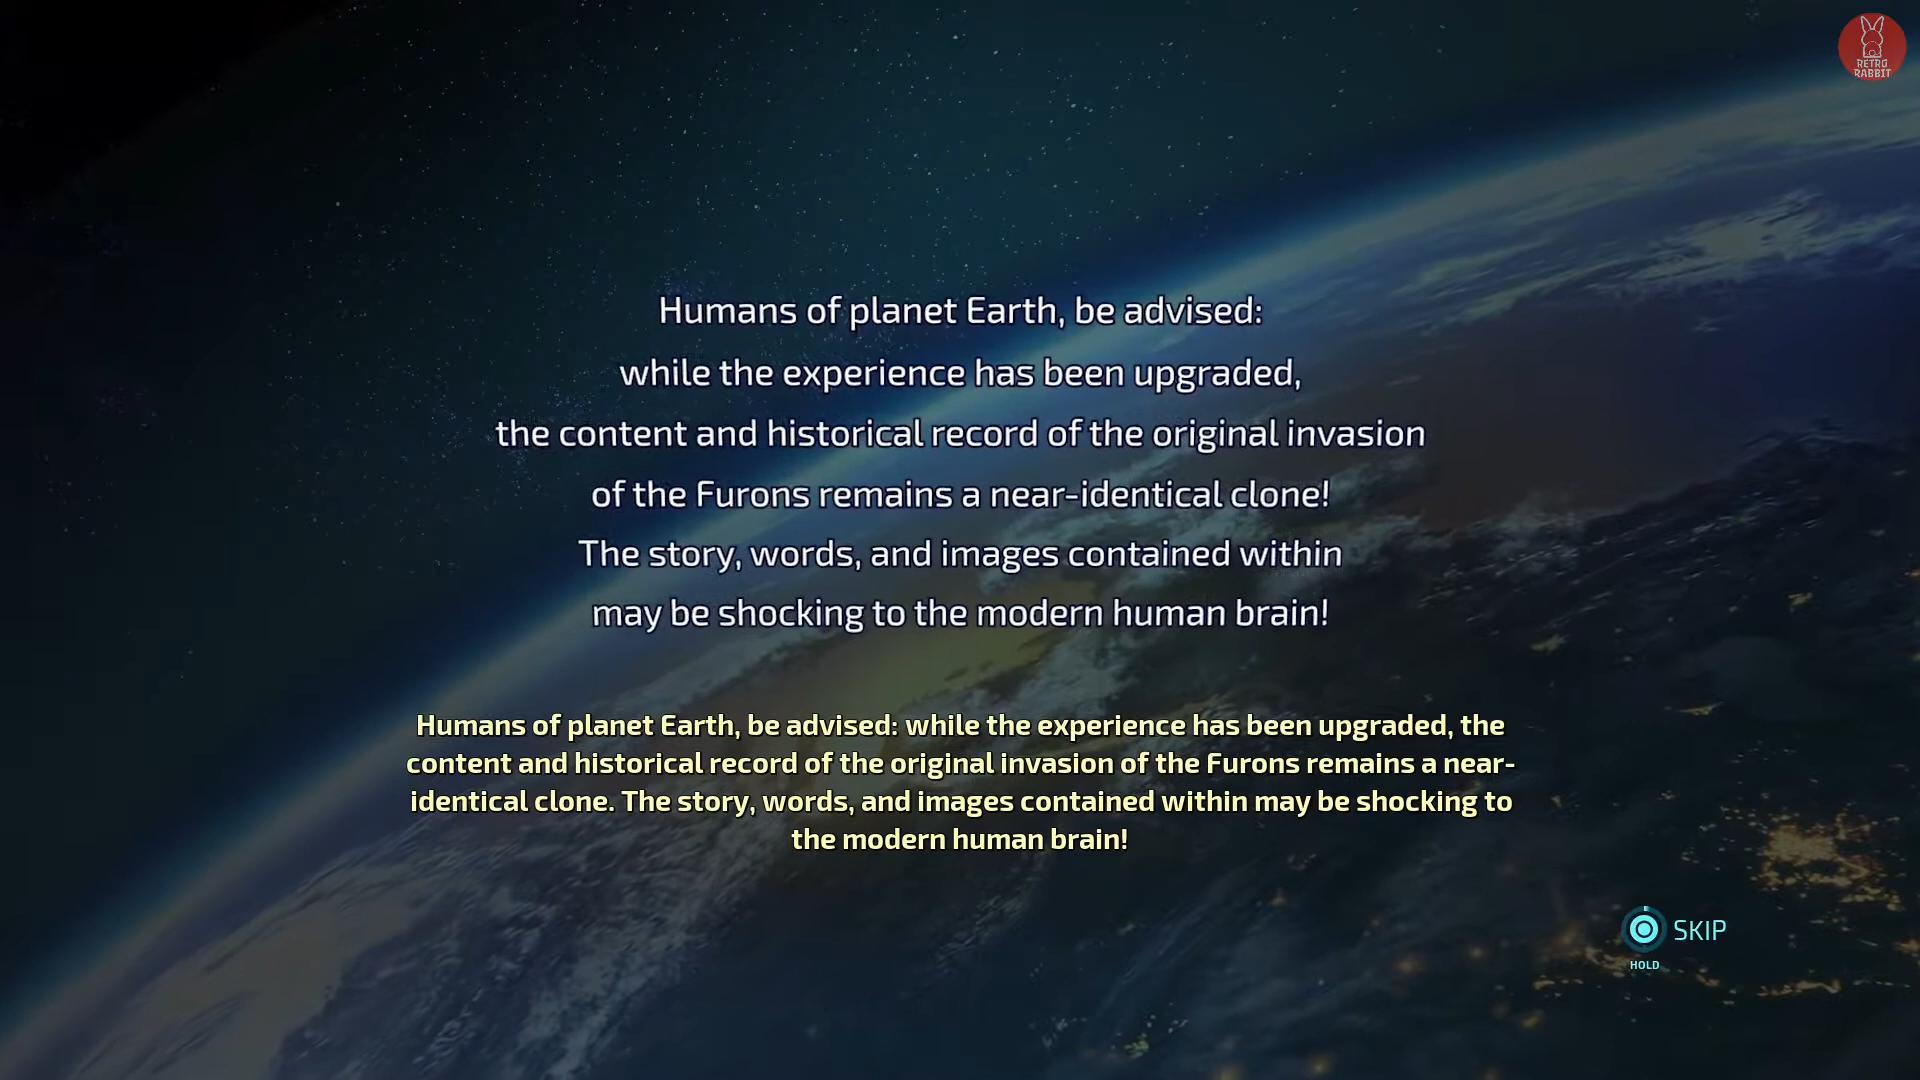 RETRO
RABBIT
Humans of planet Earth, be advised:
while the experience has been upgraded,
the content and historical record of the original invasion
of the Furons remains a near-identical clone!
The story, words, and images contained within
may be shocking to the modern human brain!
Humans of planet Earth, be advised: while the experience has been upgraded, the
content and historical record of the original invasion of the Furons remains a near-
identical clone. The story, words, and images contained within may be shocking to
the modern human brain!
SKIP
HOLD